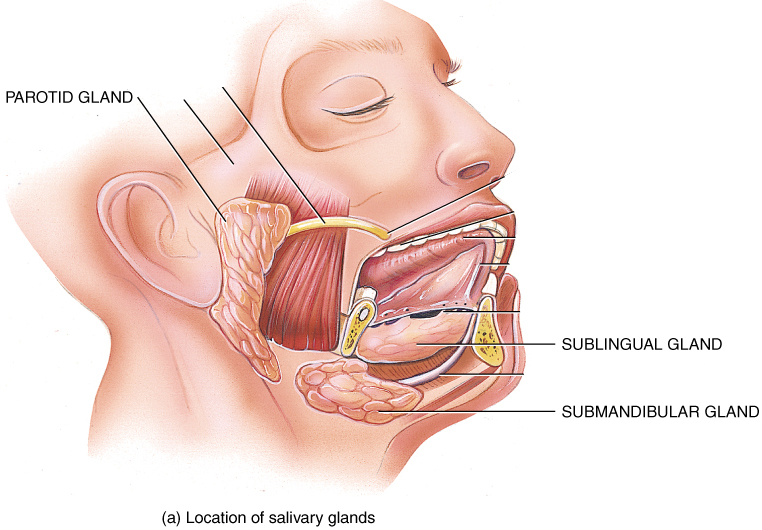 PAROTID GLAND
SUBLINGUAL GLAND
SUBMANDIBULAR GLAND
(a) Location of salivary glands